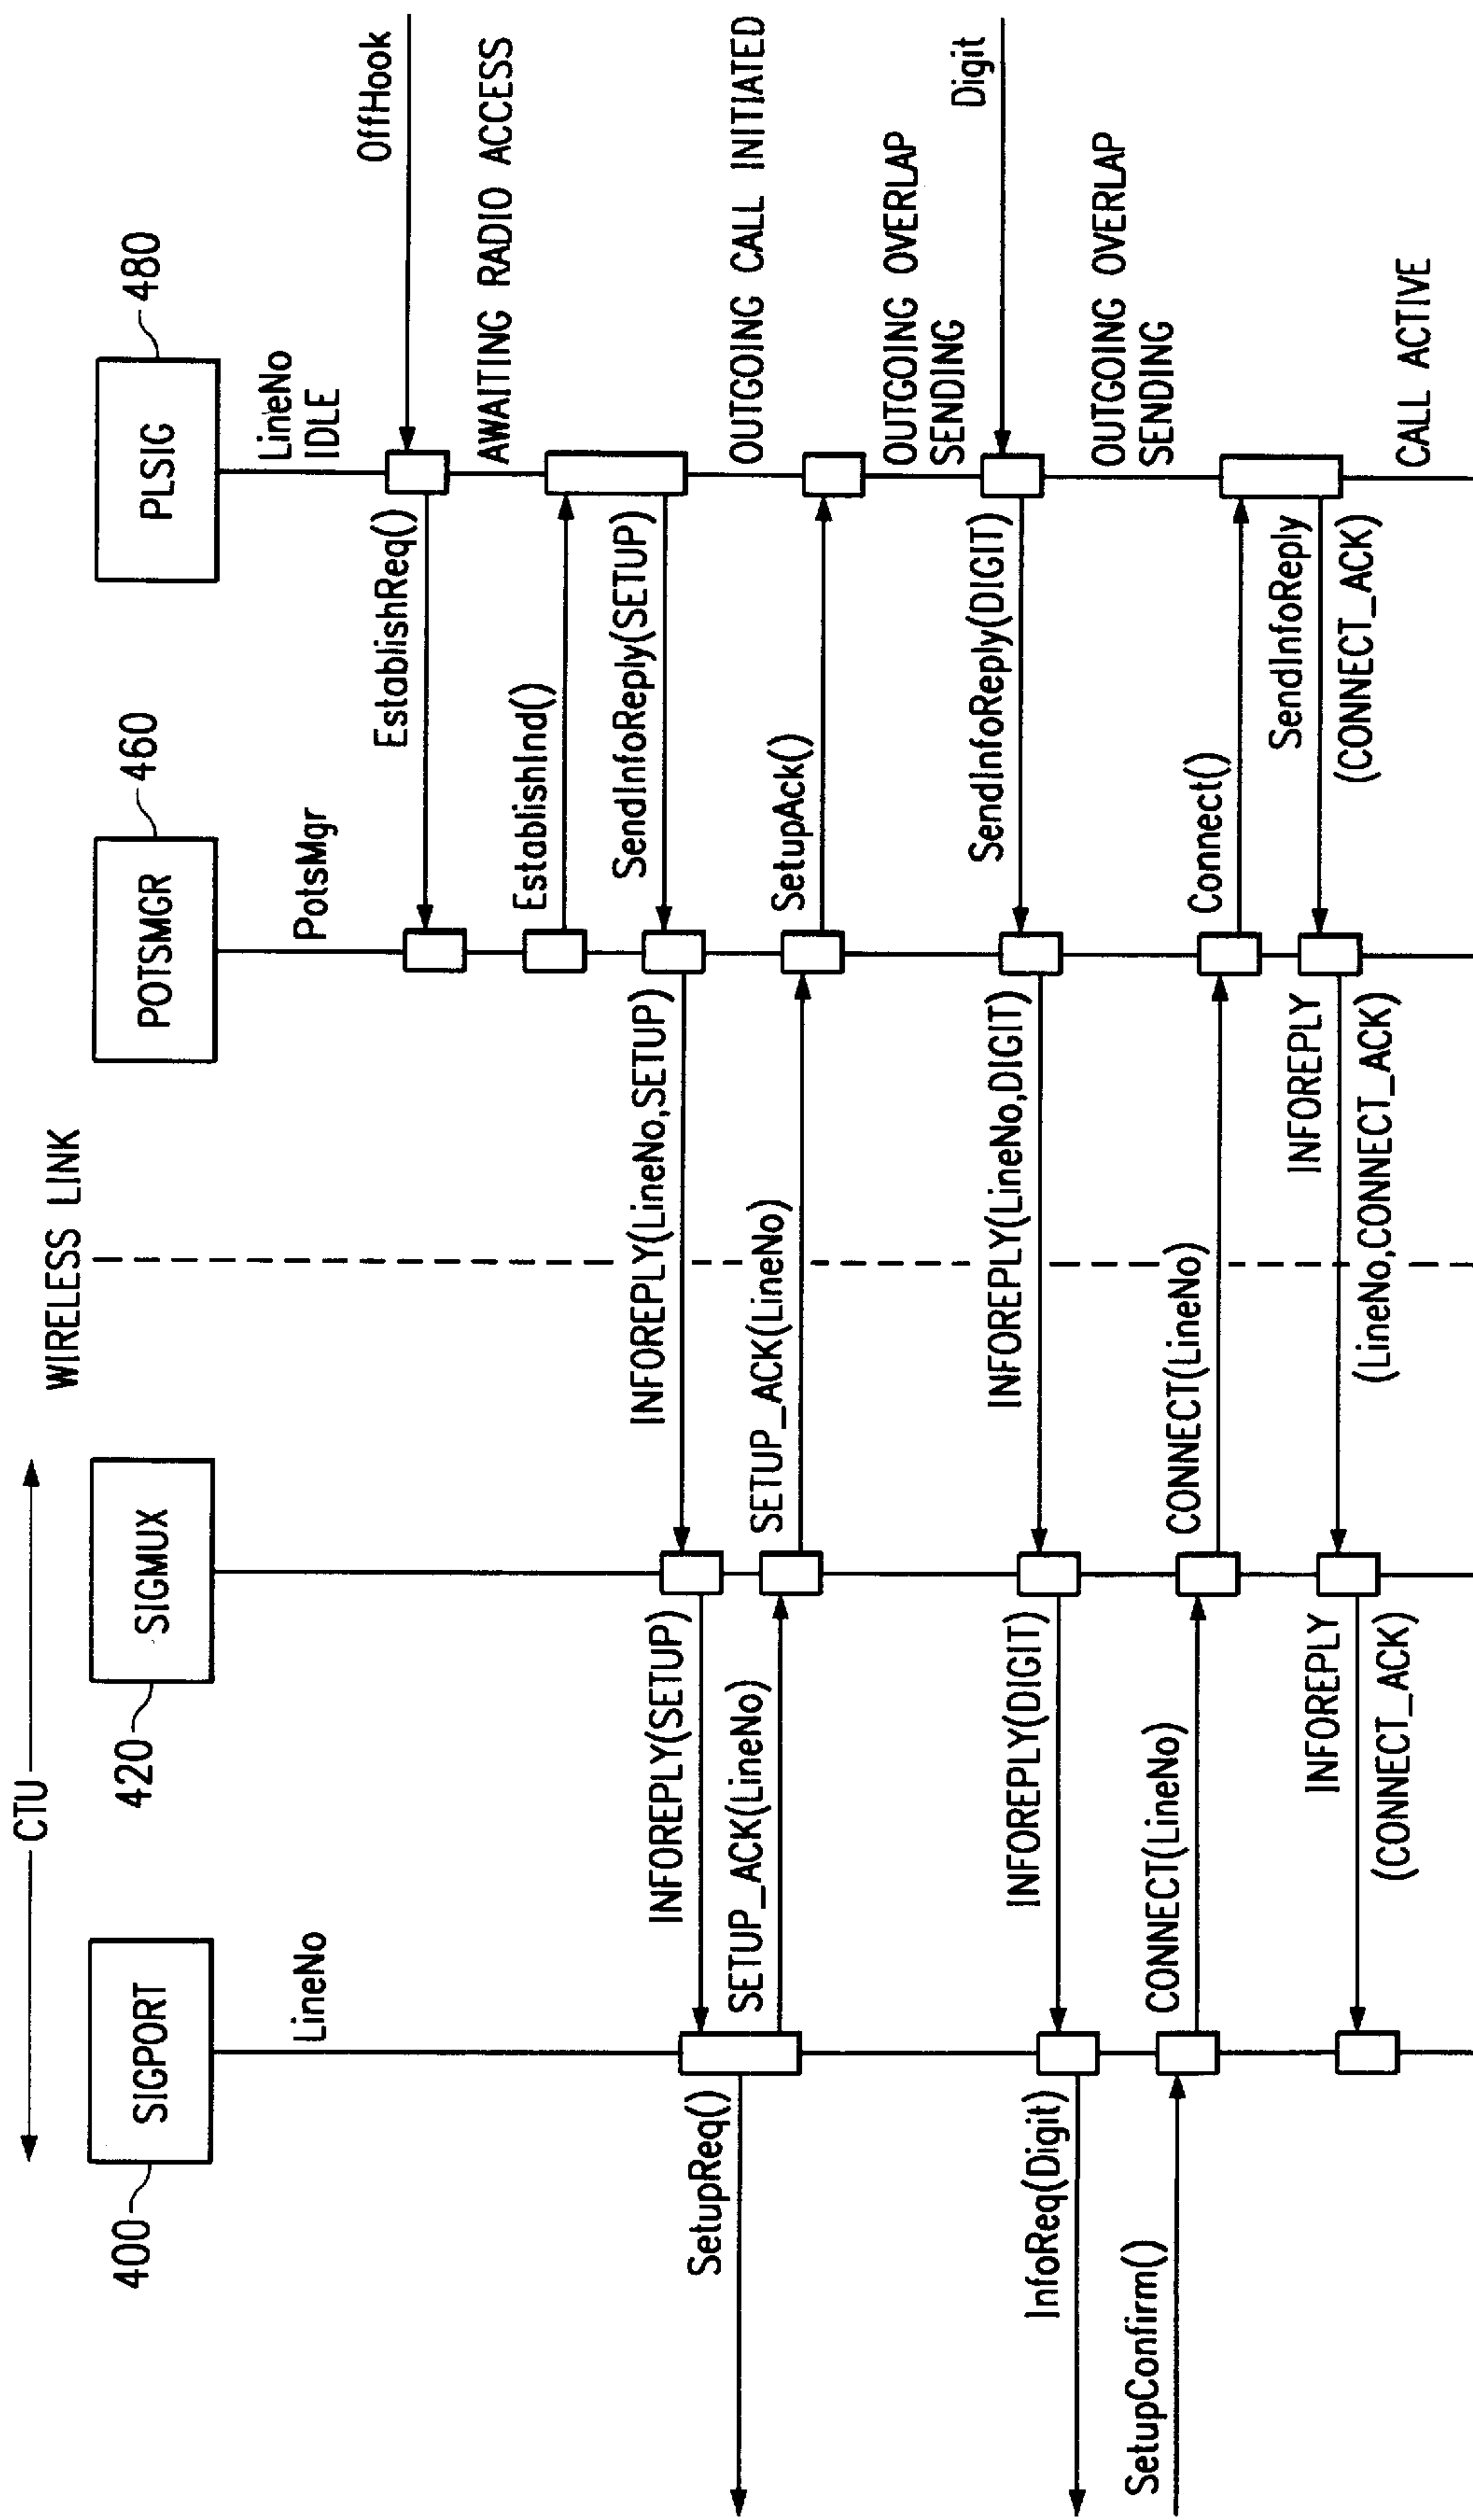 CTU
WIRELESS LINK
400
SIGPORT
420
SIGMUX
POTSMGR
460
PLSIG
480
LineNo
PotsMgr
LineNo
IDLE
OffHook
EstablishReq()
AWAITING RADIO ACCESS
EstablishInd()
SendInfoReply(SETUP)
INFOREPLY(LineNo,SETUP)
INFOREPLY(SETUP)
SetupReq()
SETUP_ACK(LineNo)
SETUP_ACK(LineNo)
SetupAck()
OUTGOING CALL INITIATED
OUTGOING OVERLAP
SENDING
Digit
SendInfoReply(DIGIT)
INFOREPLY(LineNo,DIGIT)
INFOREPLY(DIGIT)
InfoReq(Digit)
OUTGOING OVERLAP
SENDING
SetupConfirm()
CONNECT(LineNo)
CONNECT(LineNo)
Connect()
SendInfoReply
(CONNECT_ACK)
INFOREPLY
(LineNo,CONNECT_ACK)
INFOREPLY
(CONNECT_ACK)
CALL ACTIVE